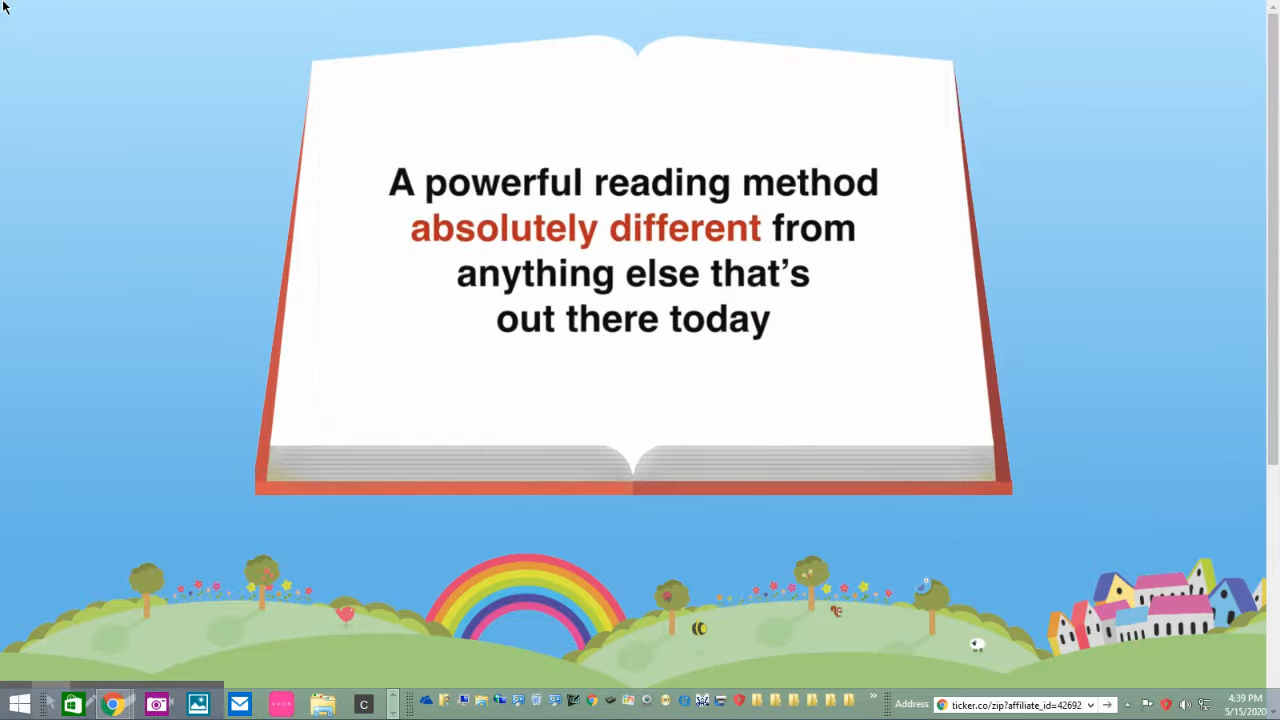 A powerful reading method
absolutely different from
anything else that’s
out there today
AVON
C
Address
ticker.co/zip?affiliate_id=42692
4:39 PM
5/15/2020